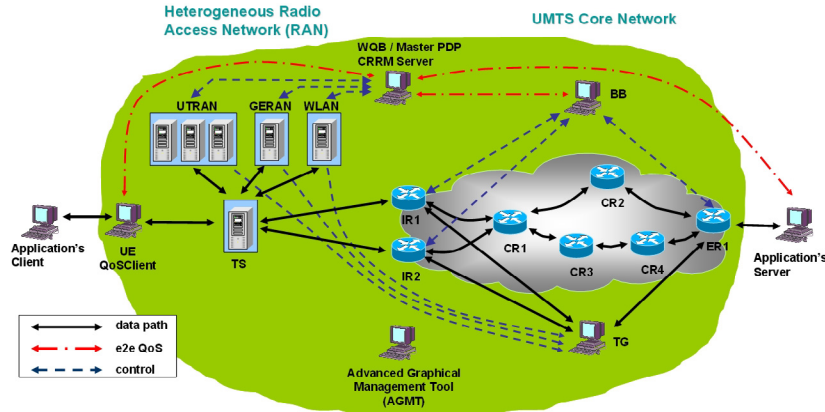 Heterogeneous Radio
Access Network (RAN)
UMTS Core Network
WQB / Master PDP
CRRM Server
UTRAN
GERAN
WLAN
BB
IR1
CR2
CR1
ER1
Application's
Client
UE
QoSClient
TS
IR2
CR3
CR4
Application's
Server
TG
data path
e2e QoS
control
Advanced Graphical
Management Tool
(AGMT)